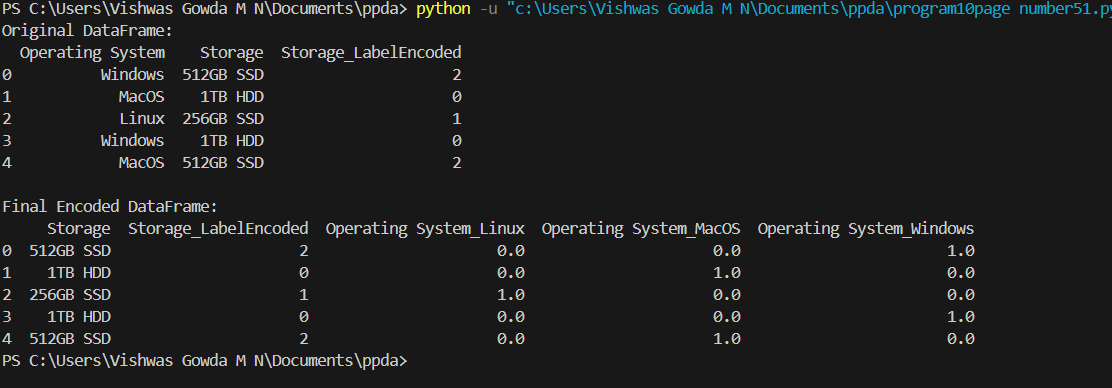 PS C:\Users\Vishwas Gowda M N\Documents\ppda> python -u "c:\Users\Vishwas Gowda M N\Documents\ppda\program10page number51.py
Original DataFrame:
  Operating System    Storage  Storage_LabelEncoded
0          Windows  512GB SSD                     2
1            MacOS    1TB HDD                     0
2            Linux  256GB SSD                     1
3          Windows    1TB HDD                     0
4            MacOS  512GB SSD                     2

Final Encoded DataFrame:
     Storage  Storage_LabelEncoded  Operating System_Linux  Operating System_MacOS  Operating System_Windows
0  512GB SSD                     2                     0.0                     0.0                       1.0
1    1TB HDD                     0                     0.0                     1.0                       0.0
2  256GB SSD                     1                     1.0                     0.0                       0.0
3    1TB HDD                     0                     0.0                     0.0                       1.0
4  512GB SSD                     2                     0.0                     1.0                       0.0
PS C:\Users\Vishwas Gowda M N\Documents\ppda>